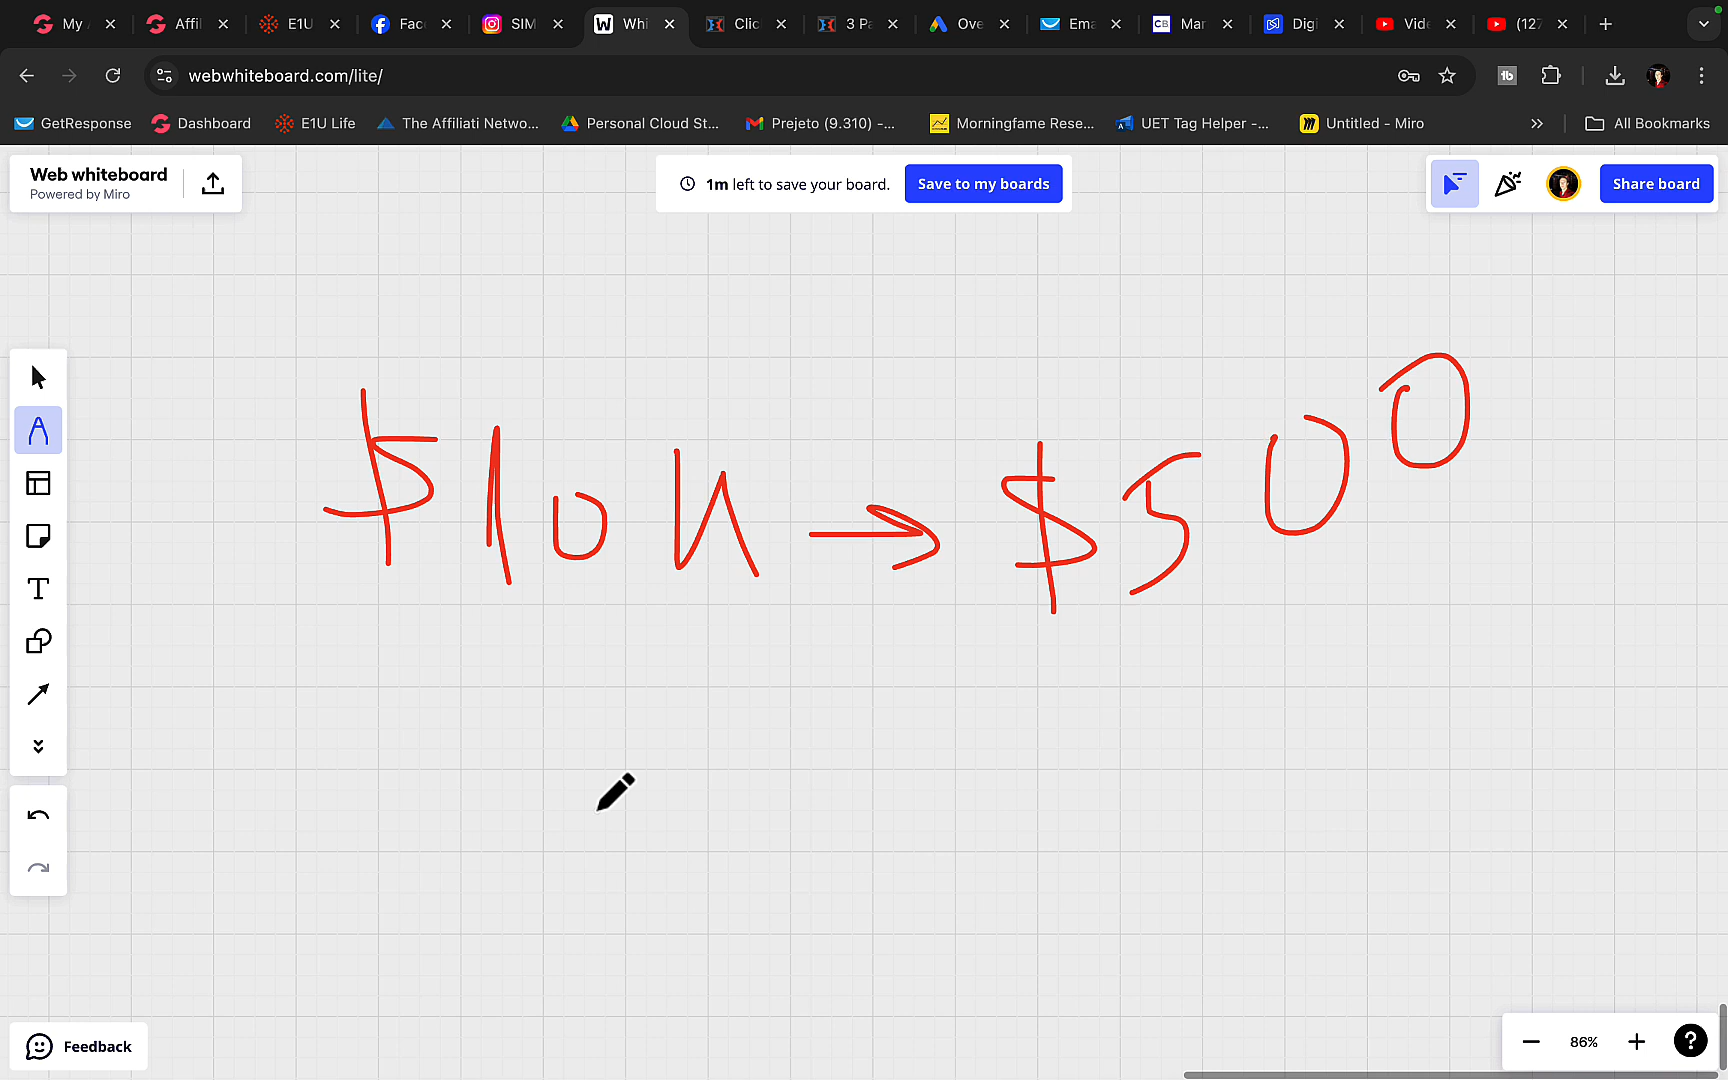 My
Affil
E1U
Fac
SIM
Whi
Clic
3 Pa
Ove
Ema
Mar
Digi
Vide
(127
webwhiteboard.com/lite/
GetResponse
Dashboard
E1U Life
The Affiliati Netwo...
Personal Cloud St...
Prejeto (9.310) -...
Morningfame Rese...
UET Tag Helper -...
Untitled - Miro
All Bookmarks
Web whiteboard
Powered by Miro
1m left to save your board.
Save to my boards
Share board
$10K → $500
Feedback
86%